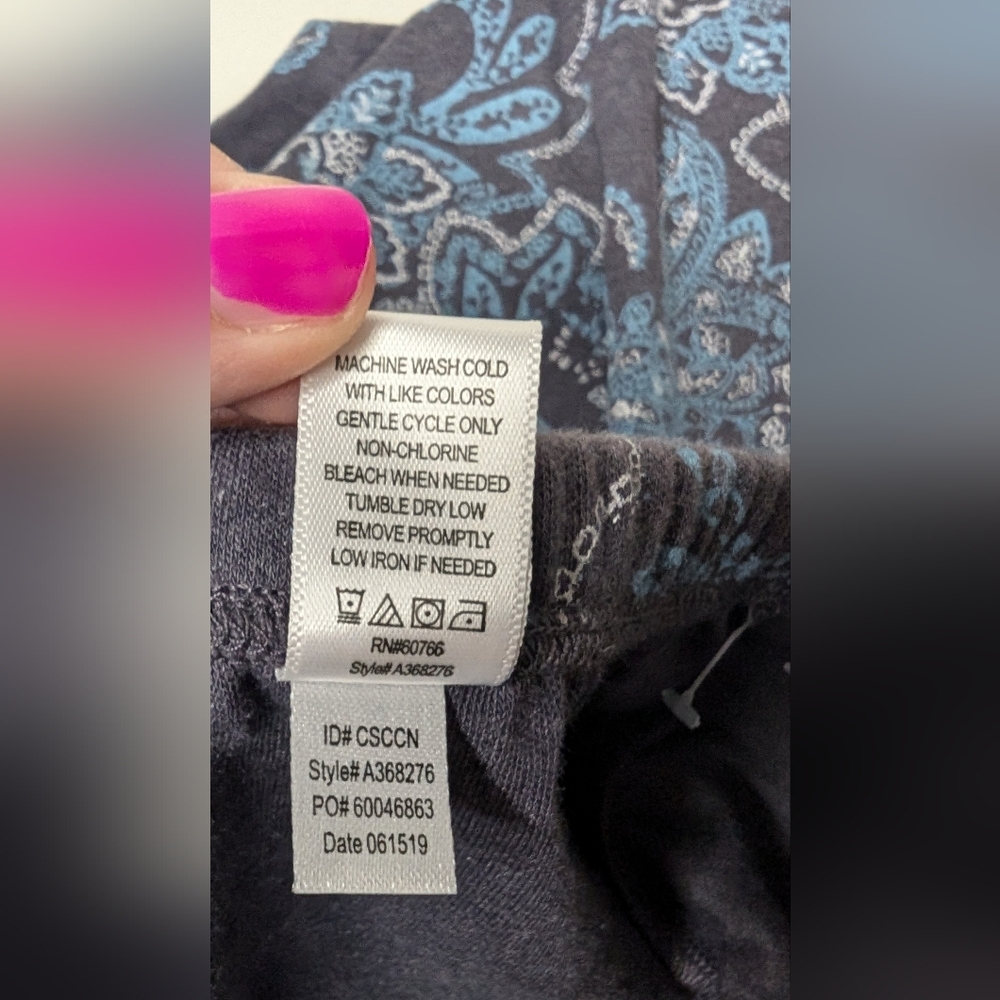 MACHINE WASH COLD
WITH LIKE COLORS
GENTLE CYCLE ONLY
NON-CHLORINE
BLEACH WHEN NEEDED
TUMBLE DRY LOW
REMOVE PROMPTLY
LOW IRON IF NEEDED
RN#60766
Style# A368276
ID# CSCCN
Style# A368276
PO# 60046863
Date 061519